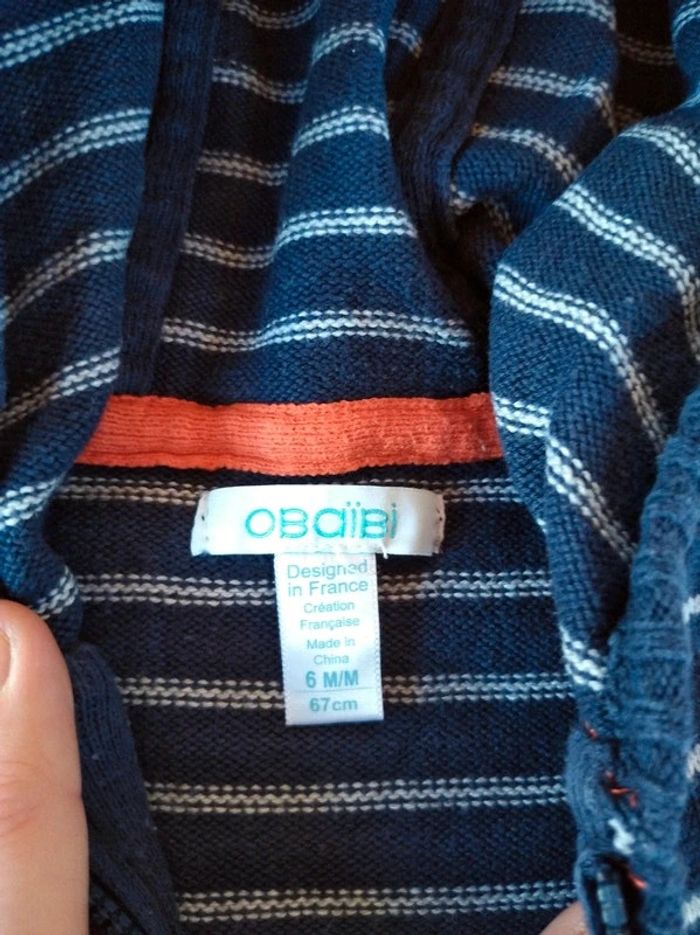 OBaïBi
Designed
in France
Création
Française
Made in
China
6 M/M
67cm